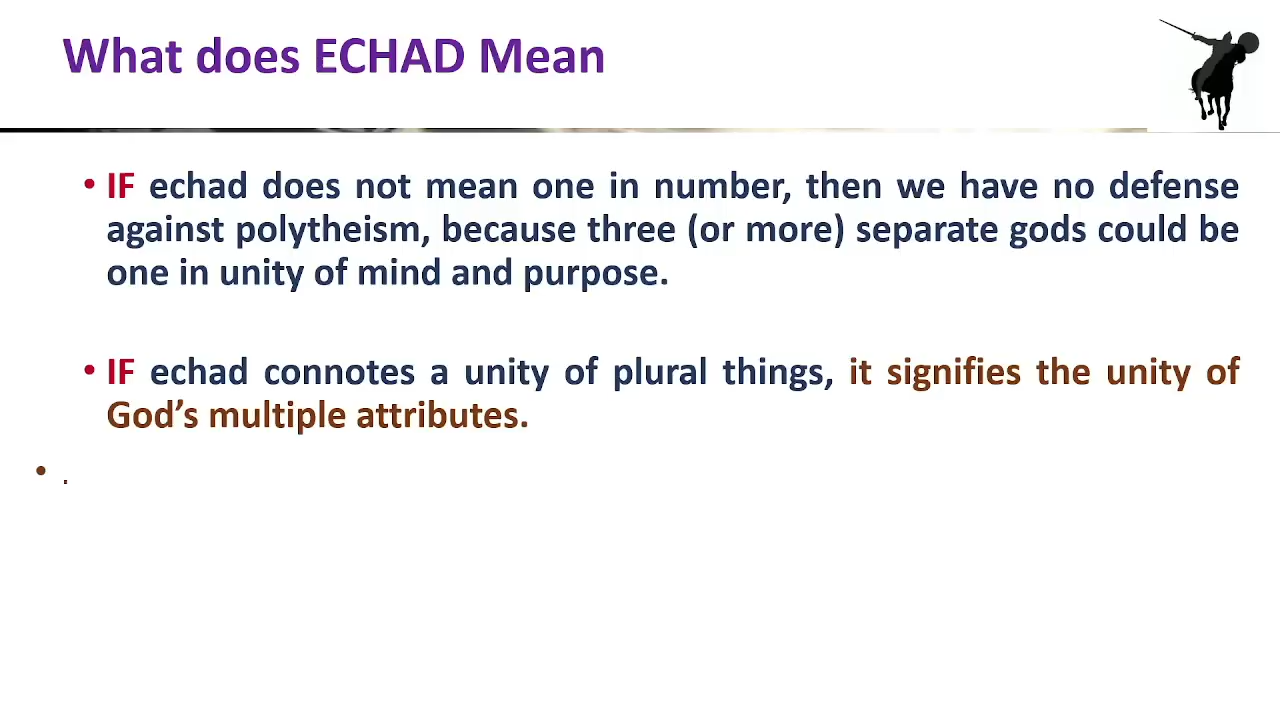 What does ECHAD Mean
• IF echad does not mean one in number, then we have no defense
against polytheism, because three (or more) separate gods could be
one in unity of mind and purpose.
• IF echad connotes a unity of plural things, it signifies the unity of
God’s multiple attributes.
• .